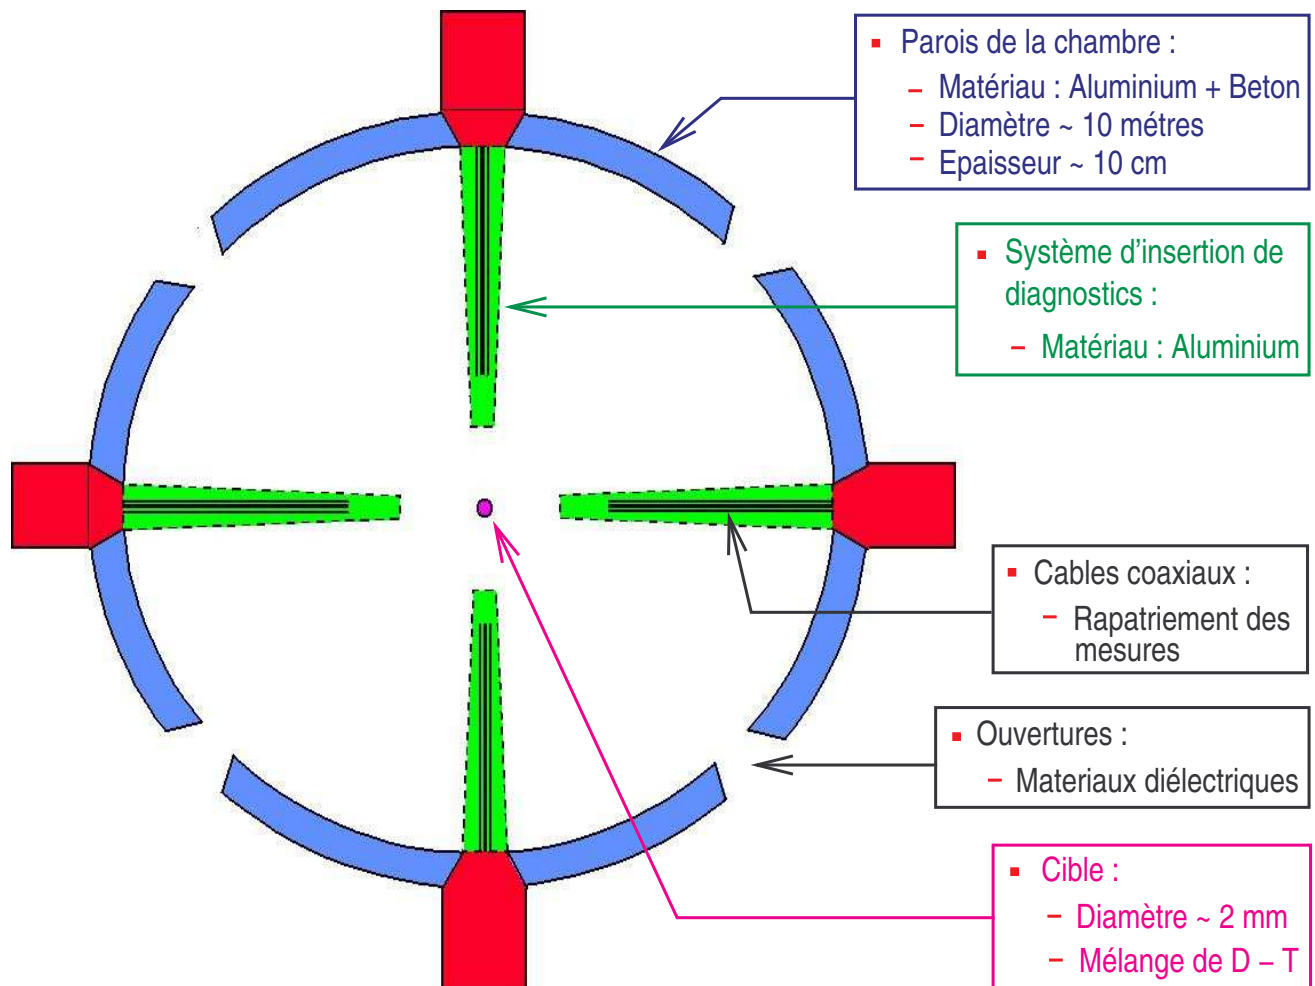 Parois de la chambre :
– Matériau : Aluminium + Beton
– Diamètre ~ 10 métres
– Epaisseur ~ 10 cm
Système d'insertion de
diagnostics :
– Matériau : Aluminium
Cables coaxiaux :
– Rapatriement des
mesures
Ouvertures :
– Materiaux diélectriques
Cible :
– Diamètre ~ 2 mm
– Mélange de D – T